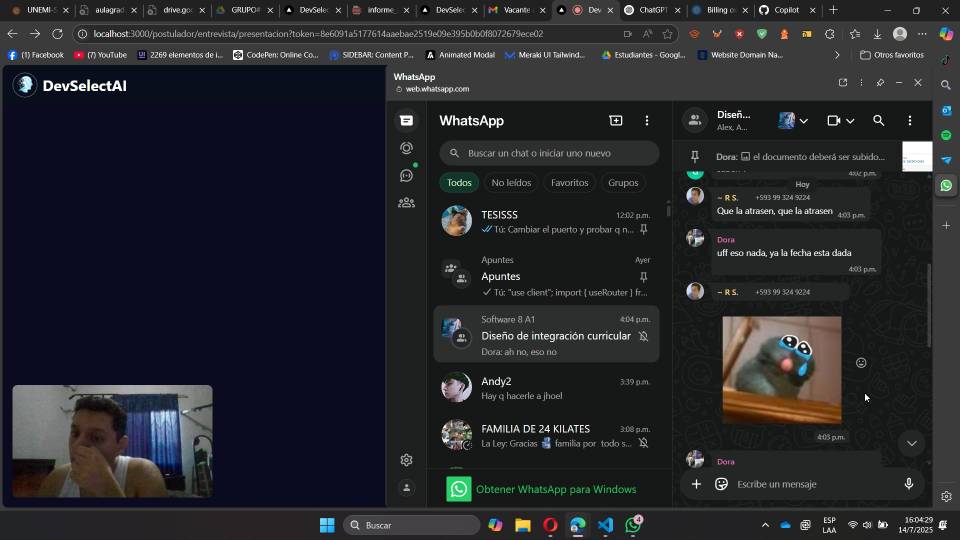 UNEMI-S
aulagrad
drive.goo
GRUPO#
DevSelec
informe_
DevSelec
Vacante
Dev
ChatGPT
Billing ov
Copilot
localhost:3000/postulador/entrevista/presentacion?token=8e6091a5177614aaebae2519e09e395b0b0f8072679ece02
(1) Facebook
(7) YouTube
2269 elementos de i...
CodePen: Online Co...
SIDEBAR: Content P...
Animated Modal
Meraki UI Tailwind...
Estudiantes - Googl...
Website Domain Na...
Otros favoritos
DevSelectAI
WhatsApp
web.whatsapp.com
WhatsApp
Buscar un chat o iniciar uno nuevo
Todos
No leídos
Favoritos
Grupos
TESISSS
12:02 p.m.
Tú: Cambiar el puerto y probar q n...
Apuntes
Ayer
Apuntes
Tú: "use client"; import { useRouter } fr...
Software 8 A1
4:04 p.m.
Diseño de integración curricular
Dora: ah no, eso no
Andy2
3:39 p.m.
Hay q hacerle a jhoel
FAMILIA DE 24 KILATES
3:08 p.m.
La Ley: Gracias familia por todo s...
Obtener WhatsApp para Windows
Diseñ...
Alex, A...
Dora: el documento deberá ser subido...
4:02 p.m.
Hoy
~ R S.
+593 99 324 9224
Que la atrasen, que la atrasen
4:03 p.m.
Dora
uff eso nada, ya la fecha esta dada
4:03 p.m.
~ R S.
+593 99 324 9224
4:03 p.m.
Dora
Escribe un mensaje
Buscar
4
ESP
LAA
16:04:29
14/7/2025